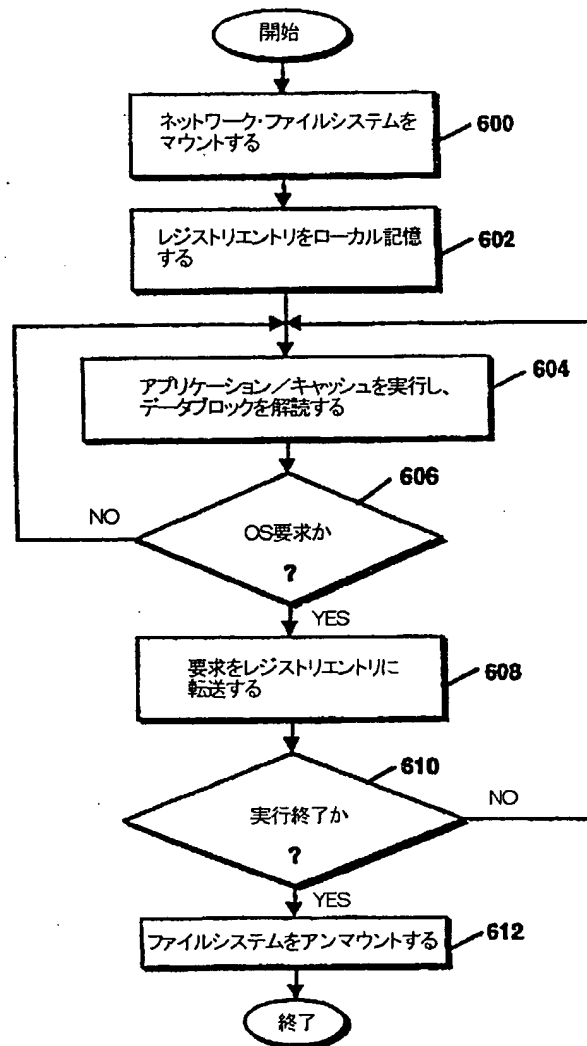 開始
ネットワーク・ファイルシステムを
マウントする
600
レジストリエントリをローカル記憶
する
602
アプリケーション／キャッシュを実行し、
データブロックを解読する
604
606
OS要求か
?
NO
YES
要求をレジストリエントリに
転送する
608
610
実行終了か
?
NO
YES
ファイルシステムをアンマウントする
612
終了